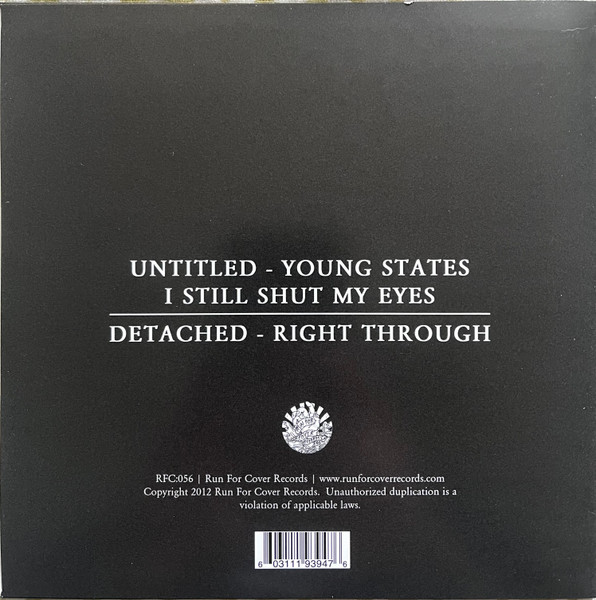 UNTITLED - YOUNG STATES
I STILL SHUT MY EYES
DETACHED - RIGHT THROUGH
RFC:056 | Run For Cover Records | www.runforcoverrecords.com
Copyright 2012 Run For Cover Records. Unauthorized duplication is a
violation of applicable laws.
6 03111 93947 6